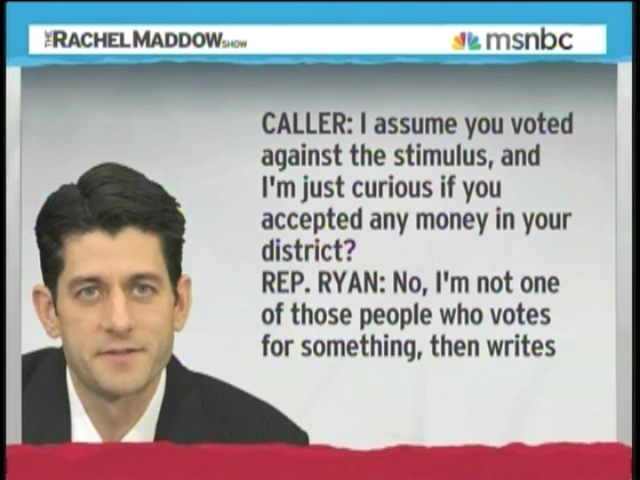 THE RACHEL MADDOW SHOW
msnbc
CALLER: I assume you voted
against the stimulus, and
I'm just curious if you
accepted any money in your
district?
REP. RYAN: No, I'm not one
of those people who votes
for something, then writes